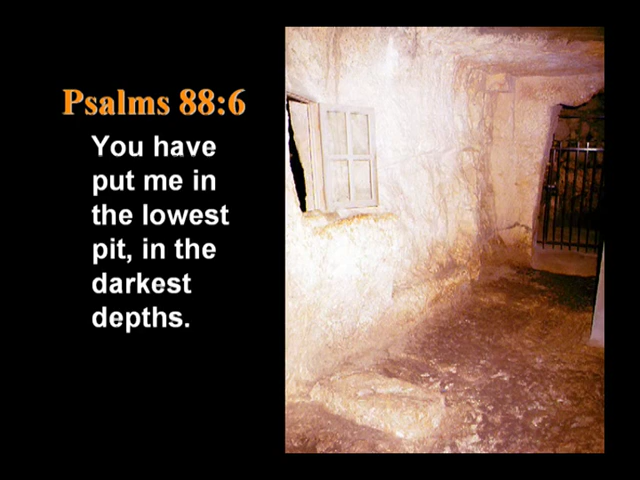 Psalms 88:6
You have
put me in
the lowest
pit, in the
darkest
depths.